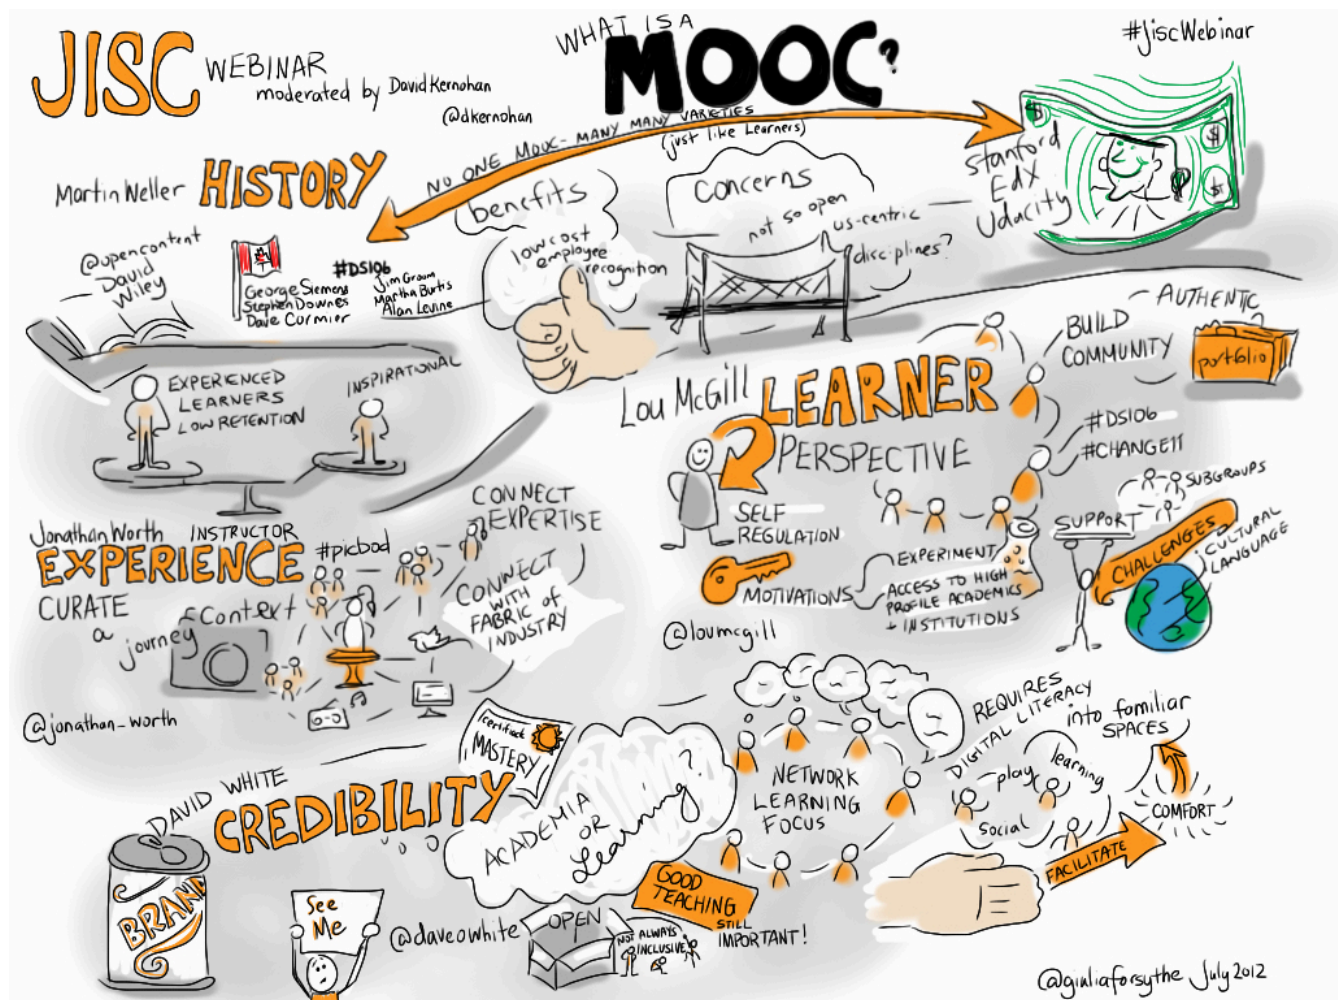 JISC WEBINAR
moderated by David Kernohan
@dkernohan
WHAT IS A
MOOC?
#JiscWebinar
NO ONE MOOC - MANY MANY VARIETIES
(just like Learners)
Stanford
EdX
Udacity
$
$
$
Martin Weller HISTORY
@opencontent
David
Wiley
George Siemens
Stephen Downes
Dave Cormier
#DS106
Jim Groom
Martha Burtis
Alan Levine
benefits
low cost
employee
recognition
concerns
not so open
us-centric
disciplines?
EXPERIENCED
LEARNERS
LOW RETENTION
INSPIRATIONAL
Lou McGill LEARNER
PERSPECTIVE
BUILD
COMMUNITY
AUTHENTIC
portfolio
#DS106
#CHANGE11
SUBGROUPS
SELF
REGULATION
MOTIVATIONS
EXPERIMENT
ACCESS TO HIGH
PROFILE ACADEMICS
+ INSTITUTIONS
SUPPORT
CHALLENGES
CULTURAL
LANGUAGE
@loumcgill
Jonathan Worth INSTRUCTOR
EXPERIENCE #picbod
CURATE
a
journey
Context
CONNECT
EXPERTISE
CONNECT
WITH
FABRIC of
INDUSTRY
@jonathan_worth
DAVID WHITE
CREDIBILITY
certificate
MASTERY
ACADEMIA
OR
Learning?
BRAND
See
Me
@daveowhite
OPEN
NOT ALWAYS
INCLUSIVE
GOOD
TEACHING
STILL
IMPORTANT!
NETWORK
LEARNING
FOCUS
REQUIRES
DIGITAL LITERACY
play
learning
Social
into familiar
SPACES
COMFORT
FACILITATE
@giuliaforsythe July 2012